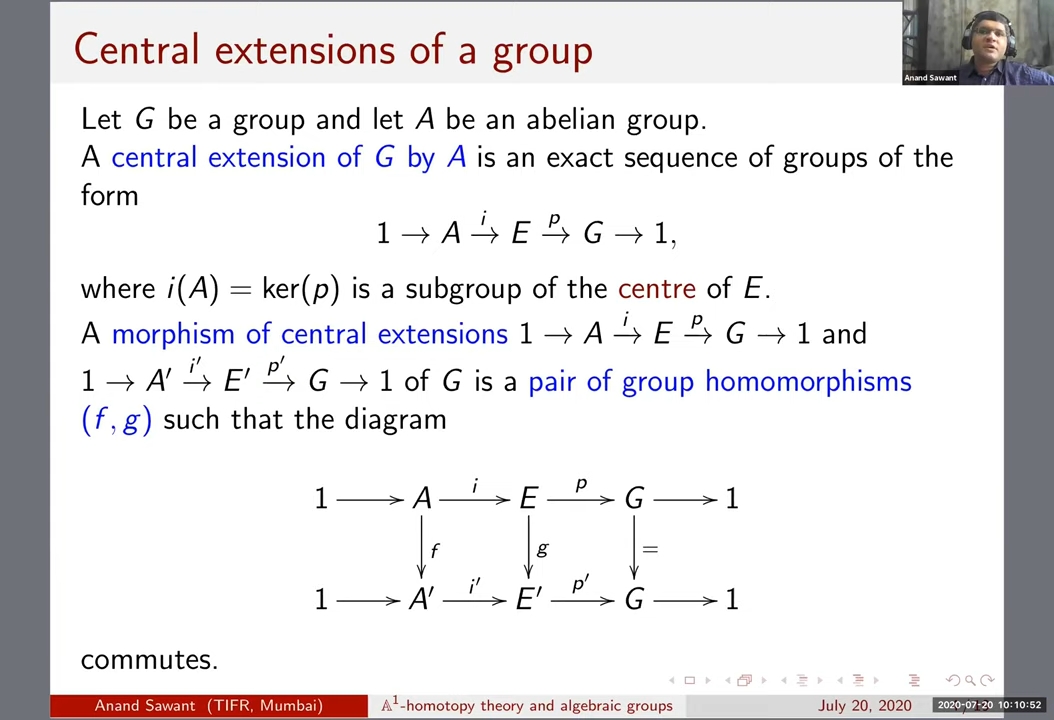 Central extensions of a group
Anand Sawant
Let G be a group and let A be an abelian group.
A central extension of G by A is an exact sequence of groups of the
form
1 → A →^i E →^p G → 1,
where i(A) = ker(p) is a subgroup of the centre of E.
A morphism of central extensions 1 → A →^i E →^p G → 1 and
1 → A′ →^i′ E′ →^p′ G → 1 of G is a pair of group homomorphisms
(f, g) such that the diagram
1 → A →^i E →^p G → 1
f g =
1 → A′ →^i′ E′ →^p′ G → 1
commutes.
Anand Sawant (TIFR, Mumbai) 𝔸¹-homotopy theory and algebraic groups July 20, 2020 2020-07-20 10:10:52